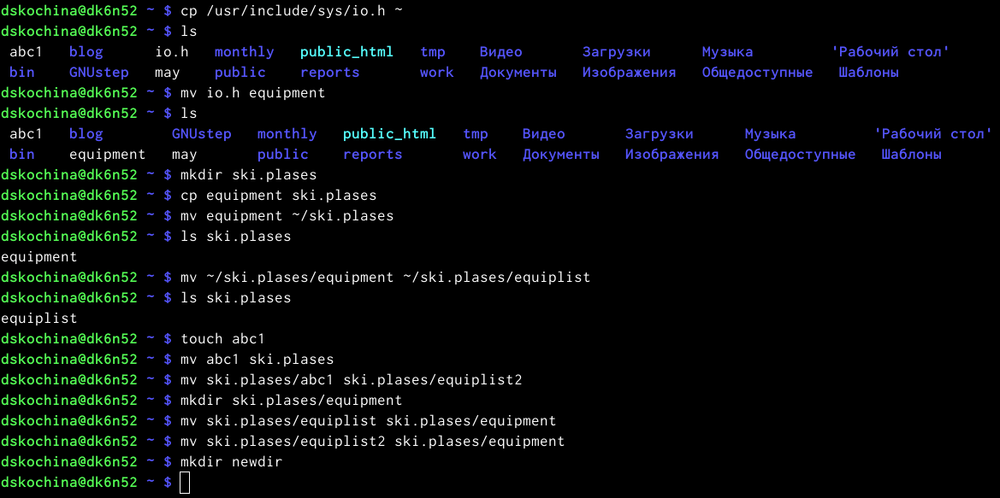 dskochina@dk6n52 ~ $ cp /usr/include/sys/io.h ~
dskochina@dk6n52 ~ $ ls
abc1 blog io.h monthly public_html tmp Видео Загрузки Музыка 'Рабочий стол'
bin GNUstep may public reports work Документы Изображения Общедоступные Шаблоны
dskochina@dk6n52 ~ $ mv io.h equipment
dskochina@dk6n52 ~ $ ls
abc1 blog GNUstep monthly public_html tmp Видео Загрузки Музыка 'Рабочий стол'
bin equipment may public reports work Документы Изображения Общедоступные Шаблоны
dskochina@dk6n52 ~ $ mkdir ski.plases
dskochina@dk6n52 ~ $ cp equipment ski.plases
dskochina@dk6n52 ~ $ mv equipment ~/ski.plases
dskochina@dk6n52 ~ $ ls ski.plases
equipment
dskochina@dk6n52 ~ $ mv ~/ski.plases/equipment ~/ski.plases/equiplist
dskochina@dk6n52 ~ $ ls ski.plases
equiplist
dskochina@dk6n52 ~ $ touch abc1
dskochina@dk6n52 ~ $ mv abc1 ski.plases
dskochina@dk6n52 ~ $ mv ski.plases/abc1 ski.plases/equiplist2
dskochina@dk6n52 ~ $ mkdir ski.plases/equipment
dskochina@dk6n52 ~ $ mv ski.plases/equiplist ski.plases/equipment
dskochina@dk6n52 ~ $ mv ski.plases/equiplist2 ski.plases/equipment
dskochina@dk6n52 ~ $ mkdir newdir
dskochina@dk6n52 ~ $